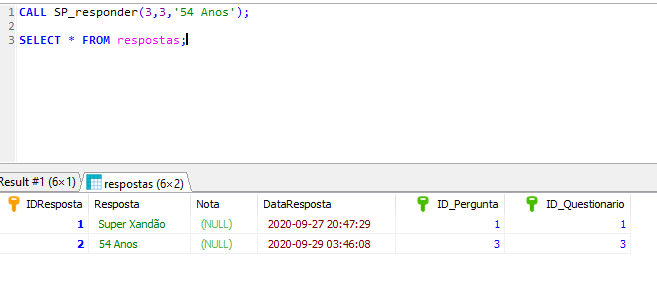 1 CALL SP_responder(3,3,'54 Anos');
2
3 SELECT * FROM respostas;
Result #1 (6×1) respostas (6×2)
IDResposta Resposta Nota DataResposta ID_Pergunta ID_Questionario
1 Super Xandão (NULL) 2020-09-27 20:47:29 1 1
2 54 Anos (NULL) 2020-09-29 03:46:08 3 3